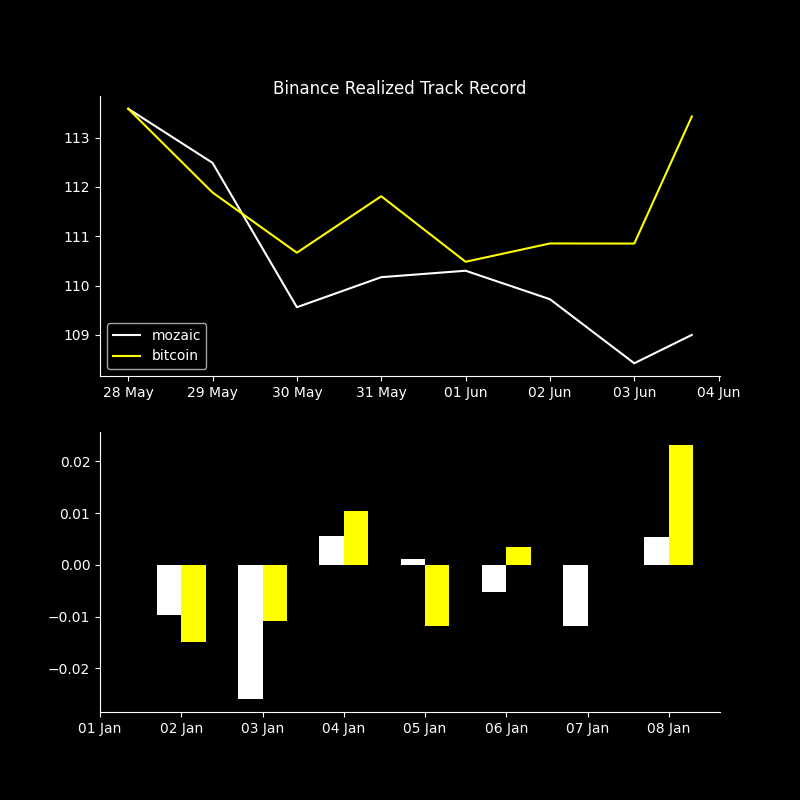 Binance Realized Track Record
113
112
111
110
109
mozaic
bitcoin
28 May 29 May 30 May 31 May 01 Jun 02 Jun 03 Jun 04 Jun
0.02
0.01
0.00
−0.01
−0.02
01 Jan 02 Jan 03 Jan 04 Jan 05 Jan 06 Jan 07 Jan 08 Jan